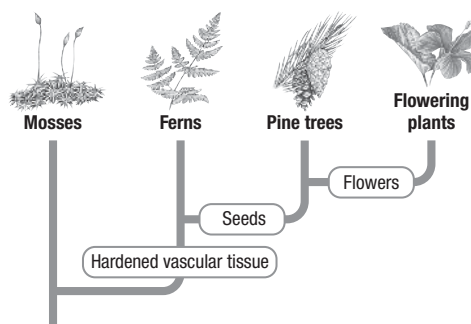 Mosses
Ferns
Pine trees
Flowering
plants
Flowers
Seeds
Hardened vascular tissue